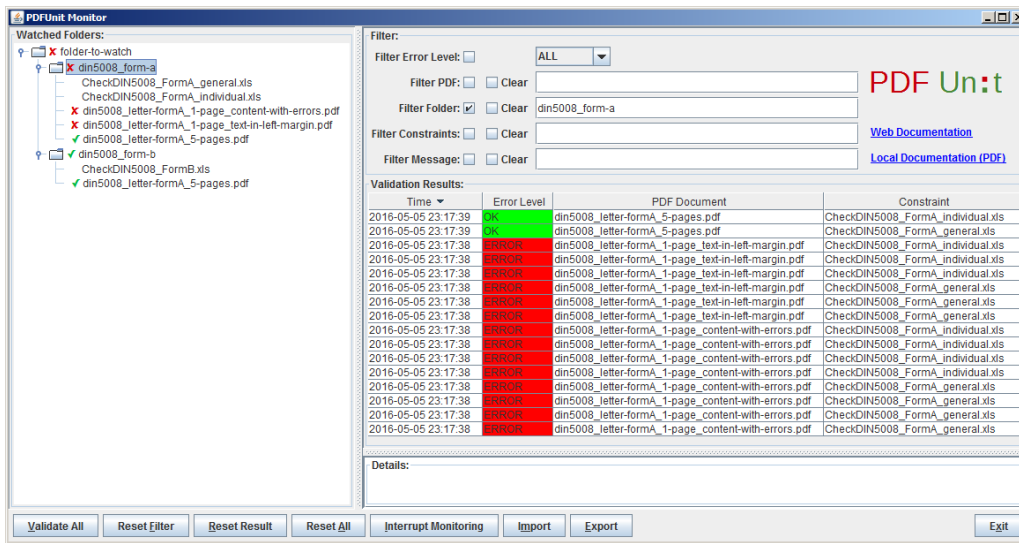 PDFUnit Monitor
Watched Folders:
folder-to-watch
din5008_form-a
CheckDIN5008_FormA_general.xls
CheckDIN5008_FormA_individual.xls
din5008_letter-formA_1-page_content-with-errors.pdf
din5008_letter-formA_1-page_text-in-left-margin.pdf
din5008_letter-formA_5-pages.pdf
din5008_form-b
CheckDIN5008_FormB.xls
din5008_letter-formA_5-pages.pdf
Filter:
Filter Error Level: ALL
Filter PDF: Clear
Filter Folder: Clear din5008_form-a
Filter Constraints: Clear
Filter Message: Clear
PDF Un:t
Web Documentation
Local Documentation (PDF)
Validation Results:
Time Error Level PDF Document Constraint
2016-05-05 23:17:39 OK din5008_letter-formA_5-pages.pdf CheckDIN5008_FormA_individual.xls
2016-05-05 23:17:39 OK din5008_letter-formA_5-pages.pdf CheckDIN5008_FormA_general.xls
2016-05-05 23:17:38 ERROR din5008_letter-formA_1-page_text-in-left-margin.pdf CheckDIN5008_FormA_individual.xls
2016-05-05 23:17:38 ERROR din5008_letter-formA_1-page_text-in-left-margin.pdf CheckDIN5008_FormA_individual.xls
2016-05-05 23:17:38 ERROR din5008_letter-formA_1-page_text-in-left-margin.pdf CheckDIN5008_FormA_individual.xls
2016-05-05 23:17:38 ERROR din5008_letter-formA_1-page_text-in-left-margin.pdf CheckDIN5008_FormA_individual.xls
2016-05-05 23:17:38 ERROR din5008_letter-formA_1-page_text-in-left-margin.pdf CheckDIN5008_FormA_general.xls
2016-05-05 23:17:38 ERROR din5008_letter-formA_1-page_text-in-left-margin.pdf CheckDIN5008_FormA_general.xls
2016-05-05 23:17:38 ERROR din5008_letter-formA_1-page_content-with-errors.pdf CheckDIN5008_FormA_individual.xls
2016-05-05 23:17:38 ERROR din5008_letter-formA_1-page_content-with-errors.pdf CheckDIN5008_FormA_individual.xls
2016-05-05 23:17:38 ERROR din5008_letter-formA_1-page_content-with-errors.pdf CheckDIN5008_FormA_individual.xls
2016-05-05 23:17:38 ERROR din5008_letter-formA_1-page_content-with-errors.pdf CheckDIN5008_FormA_individual.xls
2016-05-05 23:17:38 ERROR din5008_letter-formA_1-page_content-with-errors.pdf CheckDIN5008_FormA_general.xls
2016-05-05 23:17:38 ERROR din5008_letter-formA_1-page_content-with-errors.pdf CheckDIN5008_FormA_general.xls
2016-05-05 23:17:38 ERROR din5008_letter-formA_1-page_content-with-errors.pdf CheckDIN5008_FormA_general.xls
2016-05-05 23:17:38 ERROR din5008_letter-formA_1-page_content-with-errors.pdf CheckDIN5008_FormA_general.xls
Details:
Validate All Reset Filter Reset Result Reset All Interrupt Monitoring Import Export Exit